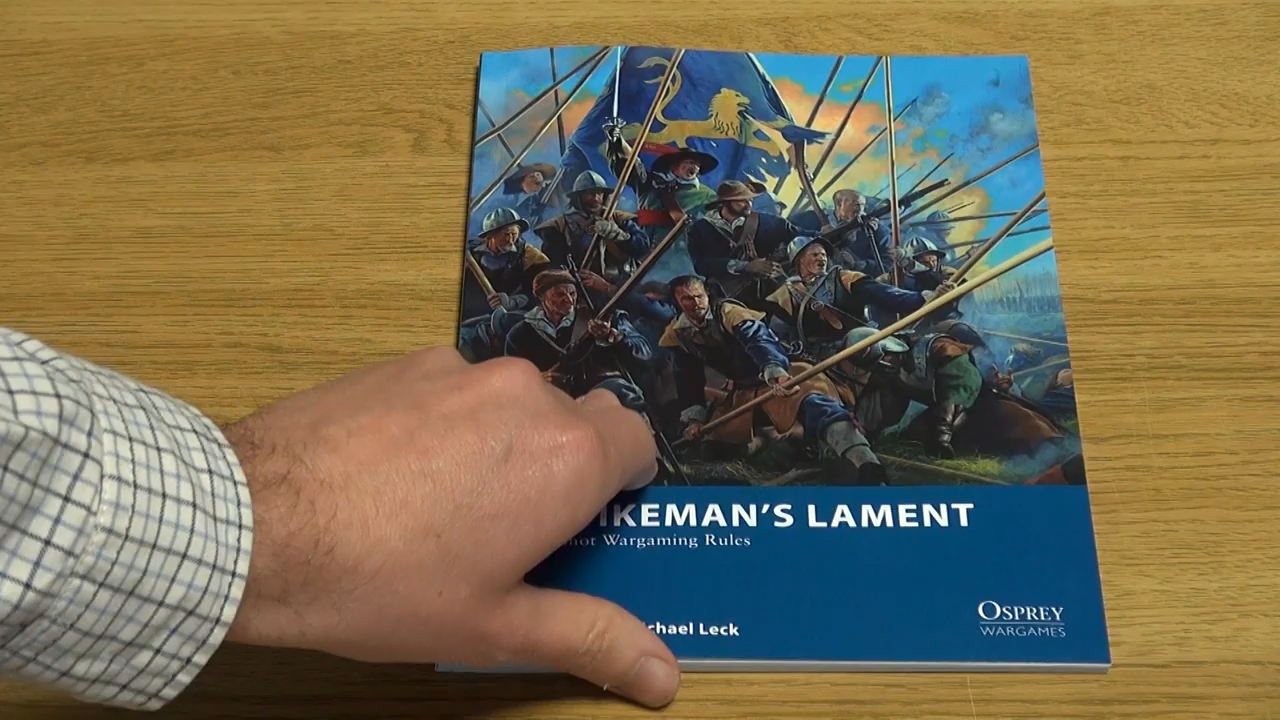 IKEMAN'S LAMENT
hot Wargaming Rules
chael Leck
OSPREY
WARGAMES